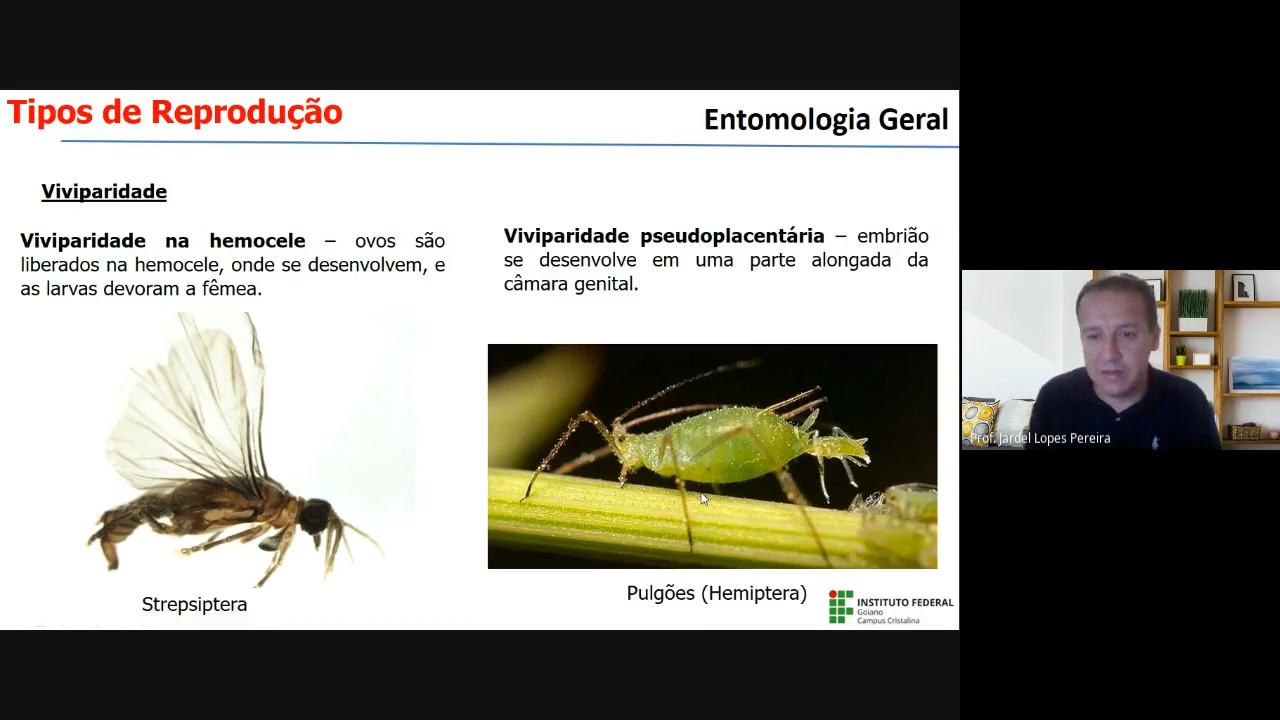 Tipos de Reprodução
Entomologia Geral
Viviparidade
Viviparidade na hemocele – ovos são
liberados na hemocele, onde se desenvolvem, e
as larvas devoram a fêmea.
Viviparidade pseudoplacentária – embrião
se desenvolve em uma parte alongada da
câmara genital.
Strepsiptera
Pulgões (Hemiptera)
INSTITUTO FEDERAL
Goiano
Campus Cristalina
Prof. Jardel Lopes Pereira